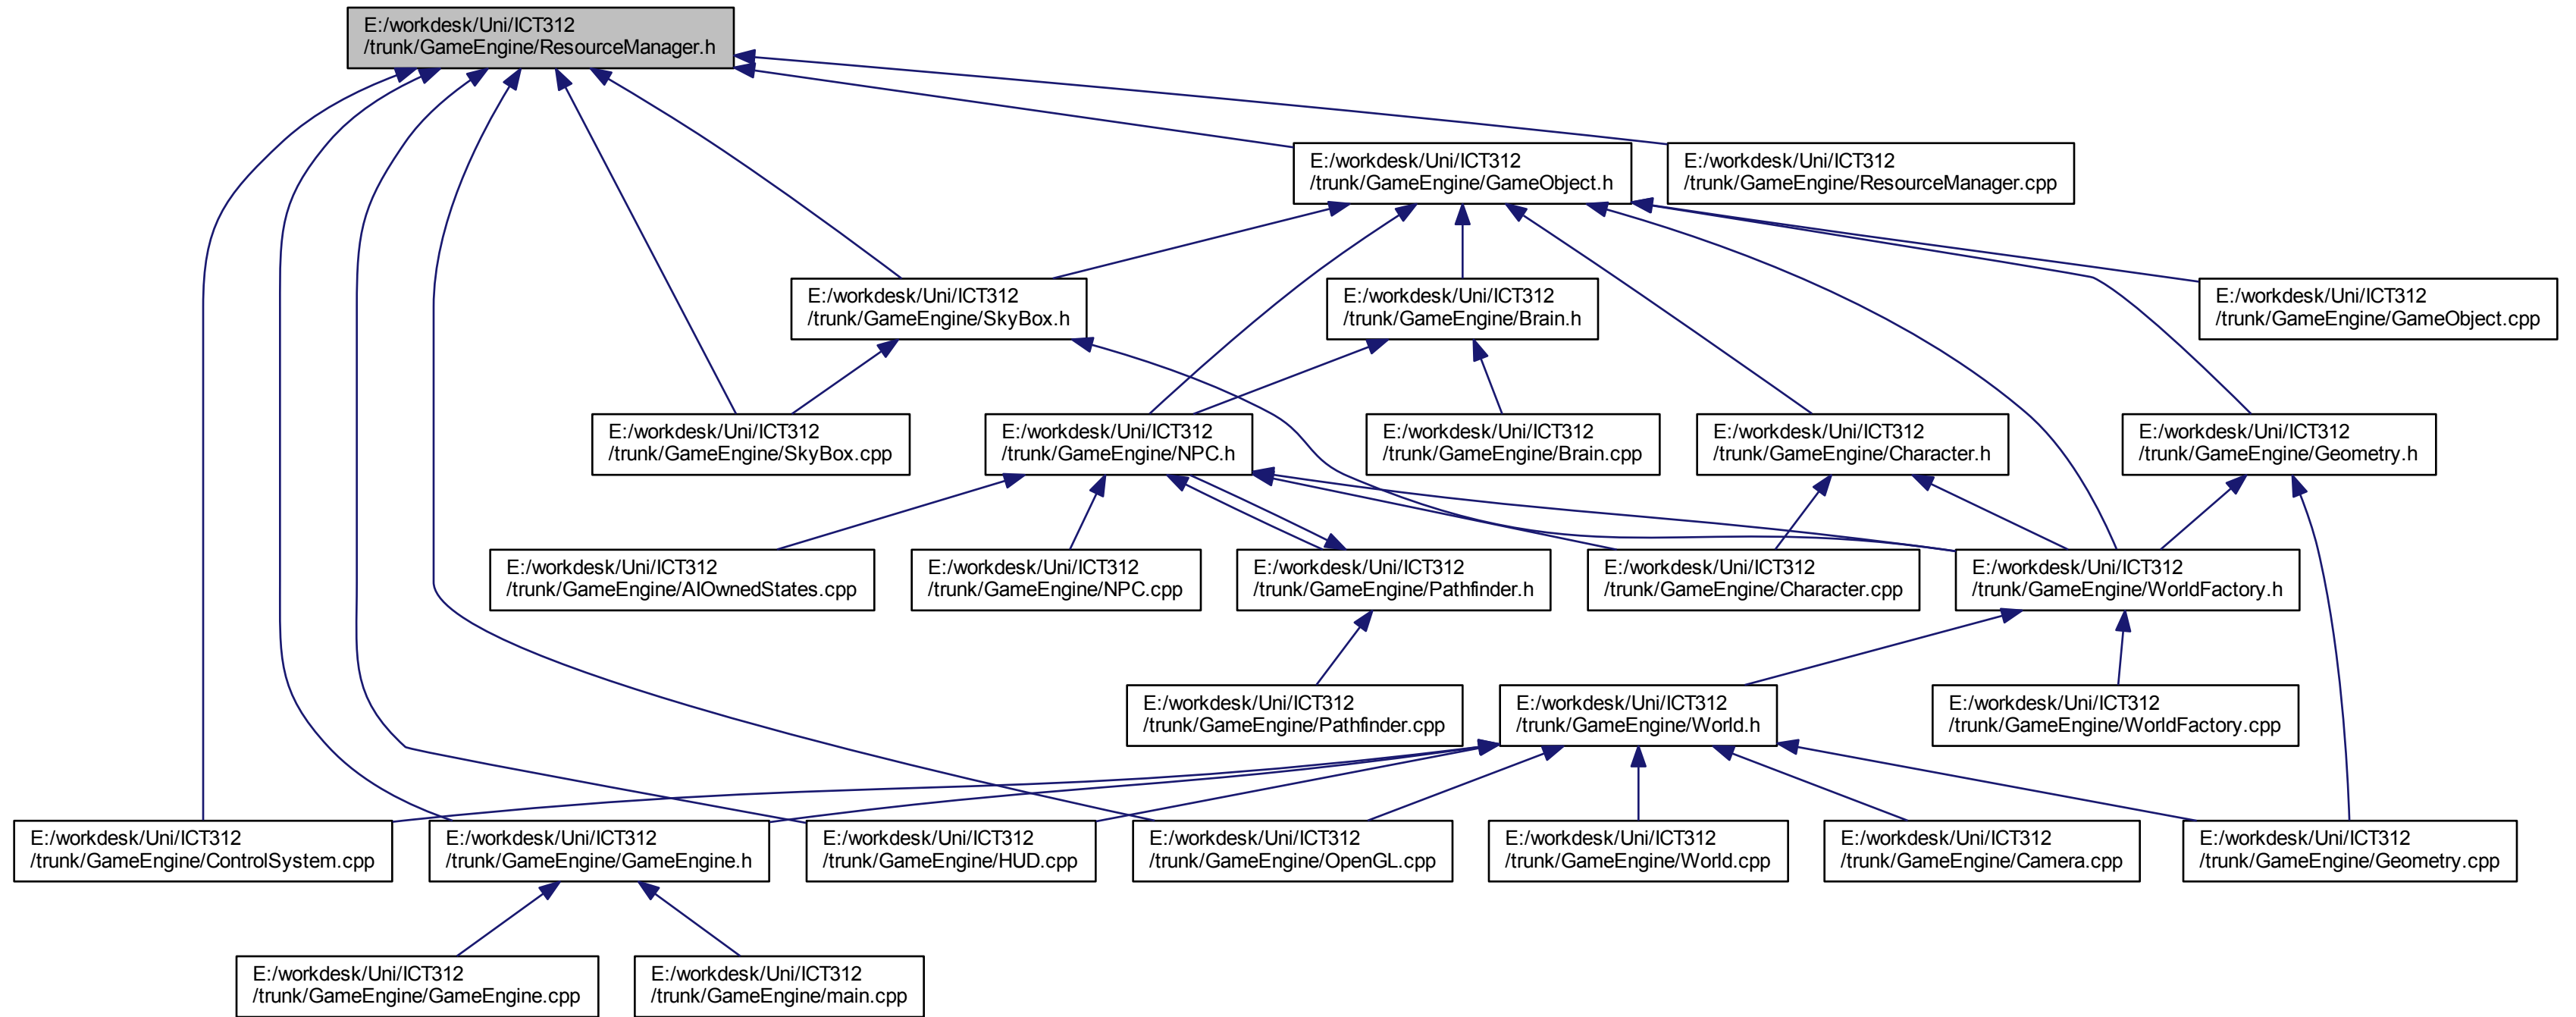 E:/workdesk/Uni/ICT312
/trunk/GameEngine/ResourceManager.h
E:/workdesk/Uni/ICT312
/trunk/GameEngine/GameObject.h
E:/workdesk/Uni/ICT312
/trunk/GameEngine/ResourceManager.cpp
E:/workdesk/Uni/ICT312
/trunk/GameEngine/SkyBox.h
E:/workdesk/Uni/ICT312
/trunk/GameEngine/Brain.h
E:/workdesk/Uni/ICT312
/trunk/GameEngine/GameObject.cpp
E:/workdesk/Uni/ICT312
/trunk/GameEngine/SkyBox.cpp
E:/workdesk/Uni/ICT312
/trunk/GameEngine/NPC.h
E:/workdesk/Uni/ICT312
/trunk/GameEngine/Brain.cpp
E:/workdesk/Uni/ICT312
/trunk/GameEngine/Character.h
E:/workdesk/Uni/ICT312
/trunk/GameEngine/Geometry.h
E:/workdesk/Uni/ICT312
/trunk/GameEngine/AIOwnedStates.cpp
E:/workdesk/Uni/ICT312
/trunk/GameEngine/NPC.cpp
E:/workdesk/Uni/ICT312
/trunk/GameEngine/Pathfinder.h
E:/workdesk/Uni/ICT312
/trunk/GameEngine/Character.cpp
E:/workdesk/Uni/ICT312
/trunk/GameEngine/WorldFactory.h
E:/workdesk/Uni/ICT312
/trunk/GameEngine/Pathfinder.cpp
E:/workdesk/Uni/ICT312
/trunk/GameEngine/World.h
E:/workdesk/Uni/ICT312
/trunk/GameEngine/WorldFactory.cpp
E:/workdesk/Uni/ICT312
/trunk/GameEngine/ControlSystem.cpp
E:/workdesk/Uni/ICT312
/trunk/GameEngine/GameEngine.h
E:/workdesk/Uni/ICT312
/trunk/GameEngine/HUD.cpp
E:/workdesk/Uni/ICT312
/trunk/GameEngine/OpenGL.cpp
E:/workdesk/Uni/ICT312
/trunk/GameEngine/World.cpp
E:/workdesk/Uni/ICT312
/trunk/GameEngine/Camera.cpp
E:/workdesk/Uni/ICT312
/trunk/GameEngine/Geometry.cpp
E:/workdesk/Uni/ICT312
/trunk/GameEngine/GameEngine.cpp
E:/workdesk/Uni/ICT312
/trunk/GameEngine/main.cpp